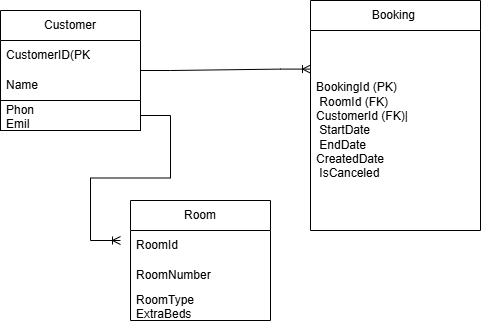 Customer
CustomerID(PK
Name
Phon
Emil
Booking
BookingId (PK)
RoomId (FK)
CustomerId (FK)|
StartDate
EndDate
CreatedDate
IsCanceled
Room
RoomId
RoomNumber
RoomType
ExtraBeds